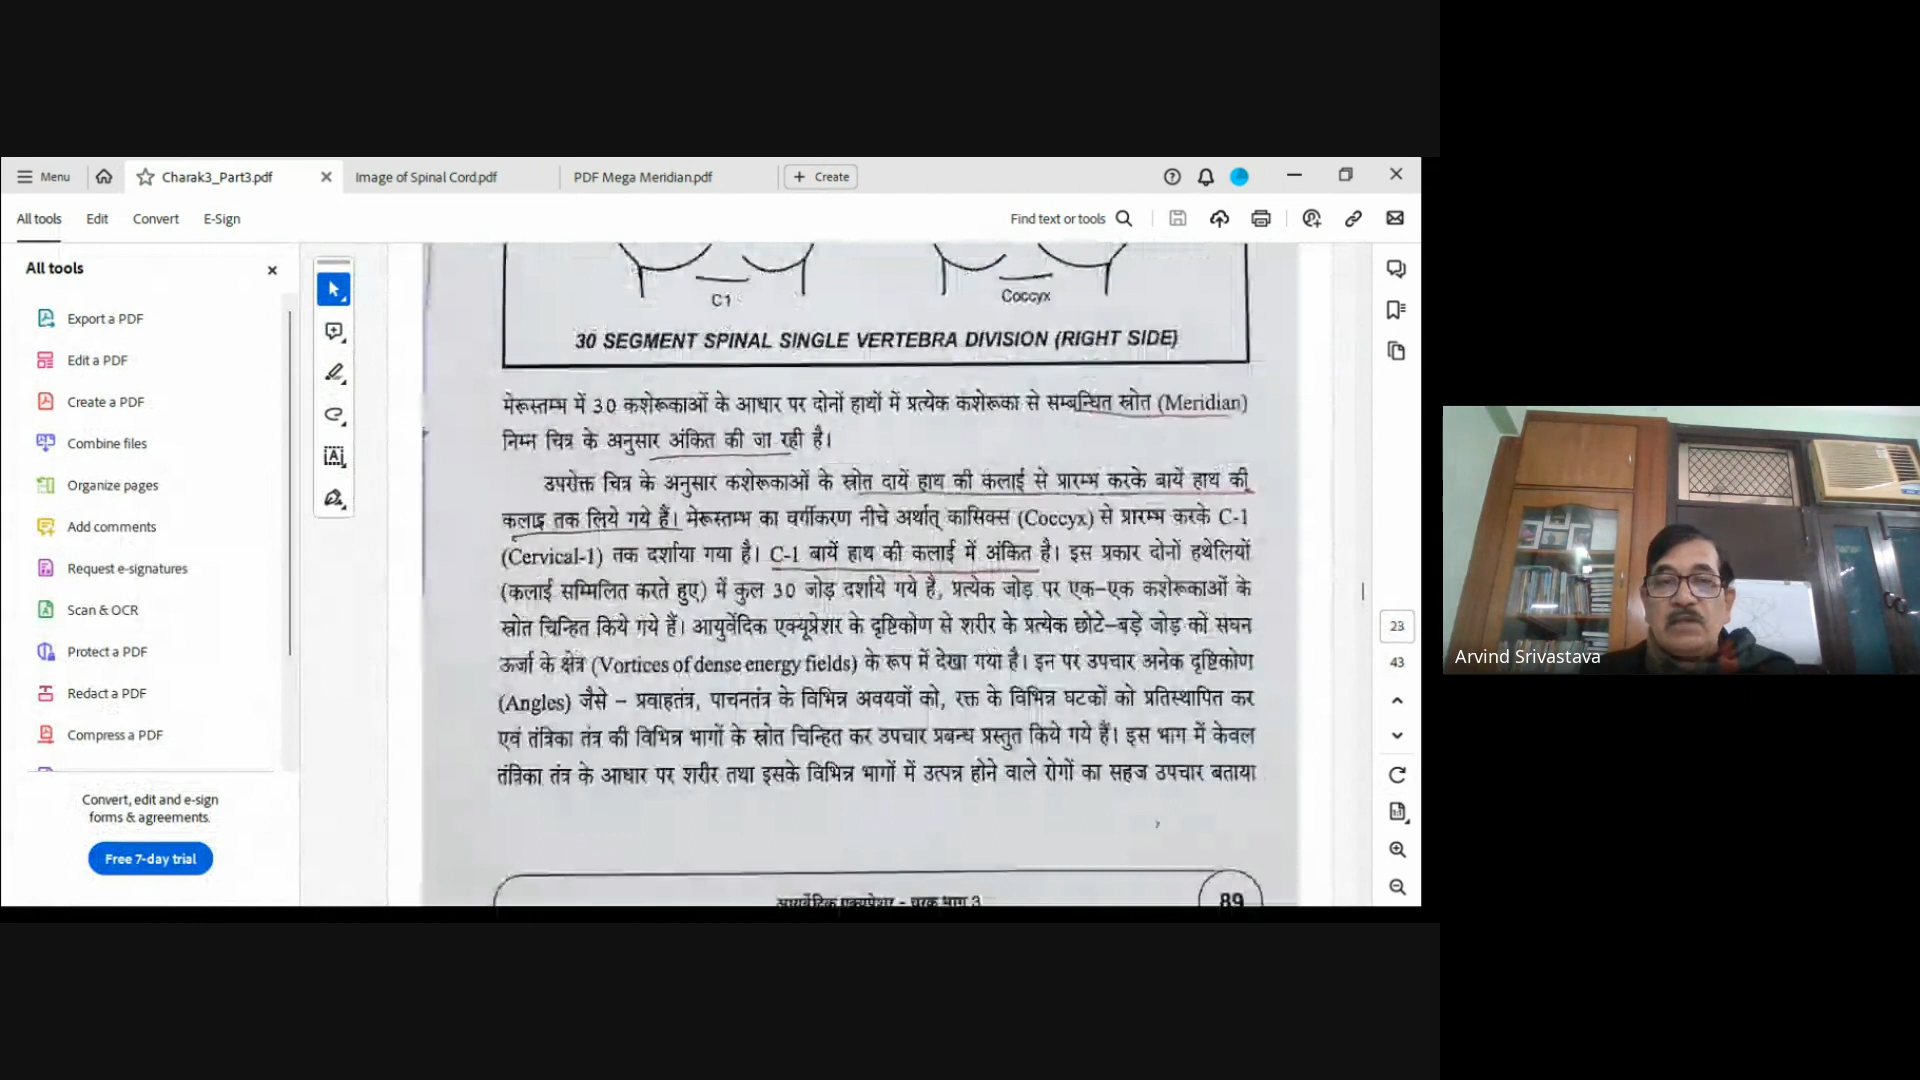 Menu
Charak3_Part3.pdf
Image of Spinal Cord.pdf
PDF Mega Meridian.pdf
Create
All tools
Edit
Convert
E-Sign
Find text or tools
All tools
Export a PDF
Edit a PDF
Create a PDF
Combine files
Organize pages
Add comments
Request e-signatures
Scan & OCR
Protect a PDF
Redact a PDF
Compress a PDF
Convert, edit and e-sign
forms & agreements.
Free 7-day trial
C1
Coccyx
30 SEGMENT SPINAL SINGLE VERTEBRA DIVISION (RIGHT SIDE)
मेरूस्तम्भ में 30 कशेरूकाओं के आधार पर दोनों हाथों में प्रत्येक कशेरूका से सम्बन्धित स्रोत (Meridian)
निम्न चित्र के अनुसार अंकित की जा रही है।
उपरोक्त चित्र के अनुसार कशेरूकाओं के स्रोत दायें हाथ की कलाई से प्रारम्भ करके बायें हाथ की
कलाइ तक लिये गये हैं। मेरूस्तम्भ का वर्गीकरण नीचे अर्थात् कासिक्स (Coccyx) से प्रारम्भ करके C-1
(Cervical-1) तक दर्शाया गया है। C-1 बायें हाथ की कलाई में अंकित है। इस प्रकार दोनों हथेलियों
(कलाई सम्मिलित करते हुए) में कुल 30 जोड़ दर्शाये गये है, प्रत्येक जोड़ पर एक-एक कशेरूकाओं के
स्रोत चिन्हित किये गये हैं। आयुर्वेदिक एक्यूप्रेशर के दृष्टिकोण से शरीर के प्रत्येक छोटे-बड़े जोड़ को सघन
ऊर्जा के क्षेत्र (Vortices of dense energy fields) के रूप में देखा गया है। इन पर उपचार अनेक दृष्टिकोण
(Angles) जैसे - प्रवाहतंत्र, पाचनतंत्र के विभिन्न अवयवों को, रक्त के विभिन्न घटकों को प्रतिस्थापित कर
एवं तंत्रिका तंत्र की विभिन्न भागों के स्रोत चिन्हित कर उपचार प्रबन्ध प्रस्तुत किये गये हैं। इस भाग में केवल
तंत्रिका तंत्र के आधार पर शरीर तथा इसके विभिन्न भागों में उत्पन्न होने वाले रोगों का सहज उपचार बताया
आयुर्वेदिक एक्यूप्रेशर - चरक भाग 3
89
23
43
Arvind Srivastava